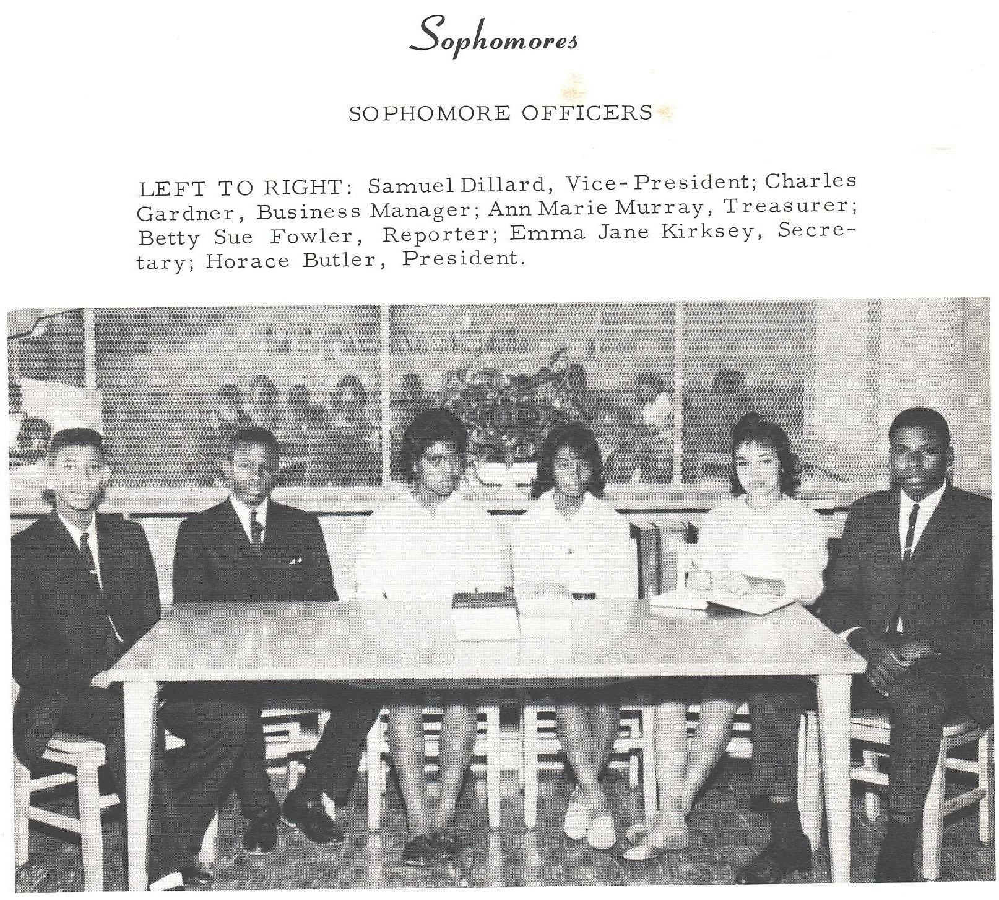 Sophomores
SOPHOMORE OFFICERS
LEFT TO RIGHT: Samuel Dillard, Vice-President; Charles
Gardner, Business Manager; Ann Marie Murray, Treasurer;
Betty Sue Fowler, Reporter; Emma Jane Kirksey, Secre-
tary; Horace Butler, President.